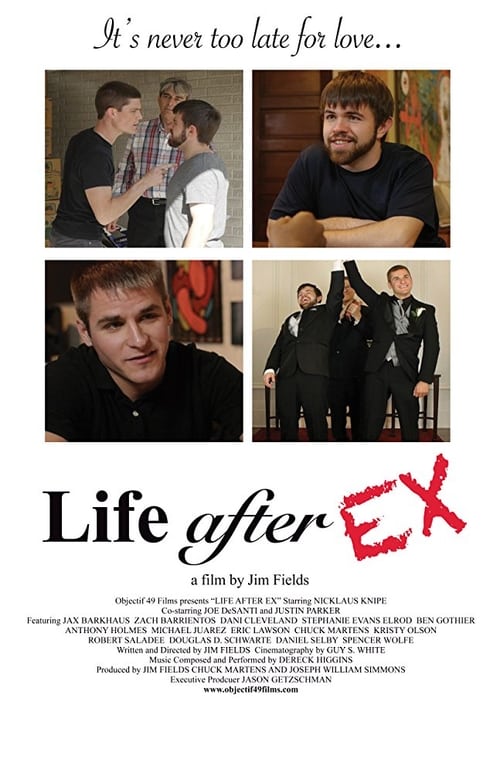 It's never too late for love...
Life after EX
a film by Jim Fields
Objectif 49 Films presents "LIFE AFTER EX" Starring NICKLAUS KNIPE
Co-starring JOE DeSANTI and JUSTIN PARKER
Featuring JAX BARKHAUS ZACH BARRIENTOS DANI CLEVELAND STEPHANIE EVANS ELROD BEN GOTHIER
ANTHONY HOLMES MICHAEL JUAREZ ERIC LAWSON CHUCK MARTENS KRISTY OLSON
ROBERT SALADEE DOUGLAS D. SCHWARTE DANIEL SELBY SPENCER WOLFE
Written and Directed by JIM FIELDS Cinematography by GUY S. WHITE
Music Composed and Performed by DERECK HIGGINS
Produced by JIM FIELDS CHUCK MARTENS AND JOSEPH WILLIAM SIMMONS
Executive Prodcuer JASON GETZSCHMAN
www.objectif49films.com